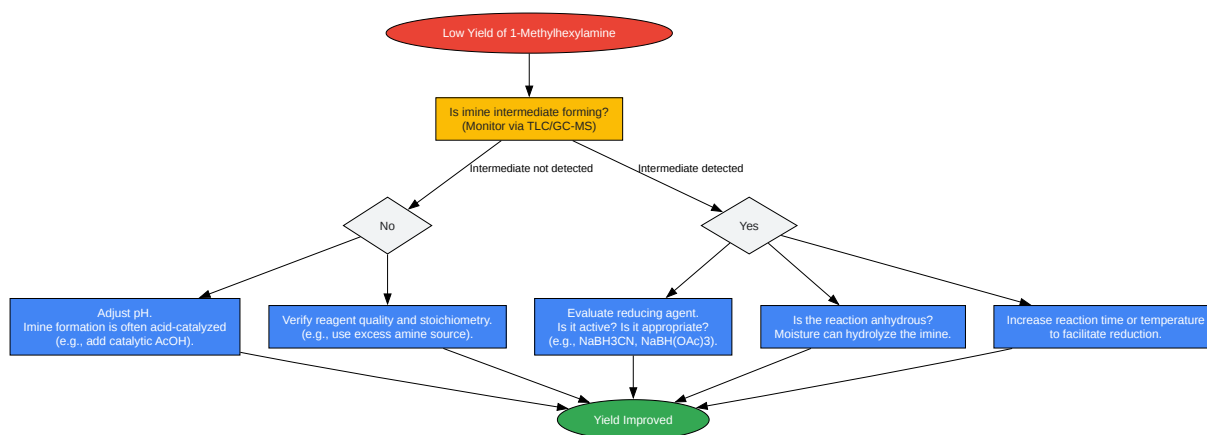 Low Yield of 1-Methylhexylamine
Is imine intermediate forming?
(Monitor via TLC/GC-MS)
Intermediate not detected
Intermediate detected
No
Yes
Adjust pH.
Imine formation is often acid-catalyzed
(e.g., add catalytic AcOH).
Verify reagent quality and stoichiometry.
(e.g., use excess amine source).
Evaluate reducing agent.
Is it active? Is it appropriate?
(e.g., NaBH3CN, NaBH(OAc)3).
Is the reaction anhydrous?
Moisture can hydrolyze the imine.
Increase reaction time or temperature
to facilitate reduction.
Yield Improved